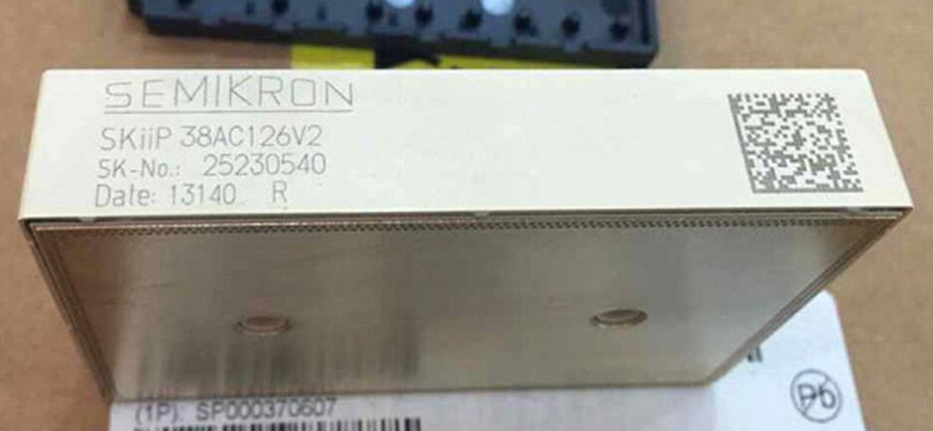 SEMIKRON
SKiiP 38AC126V2
SK-No.: 25230540
Date: 13140 R
(1P): SP000370607
Pb